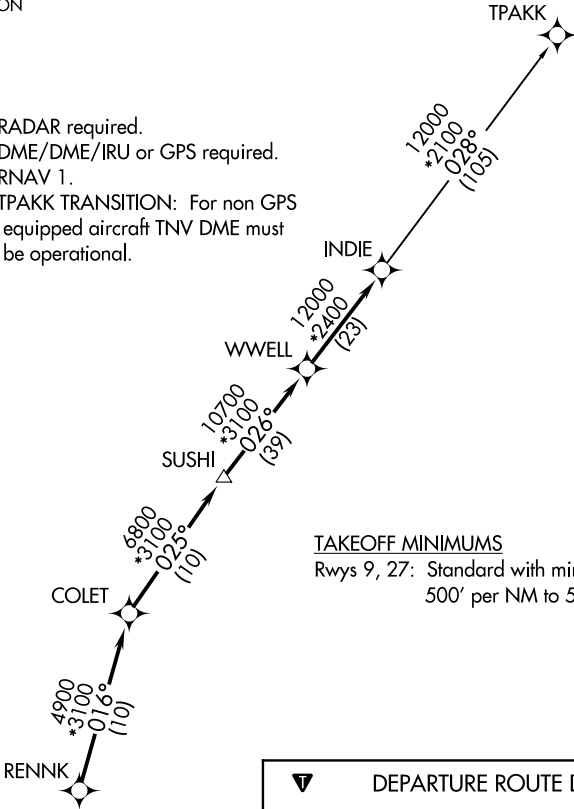 ON
TPAKK
RADAR required.
DME/DME/IRU or GPS required.
RNAV 1.
TPAKK TRANSITION: For non GPS
equipped aircraft TNV DME must
be operational.
12000
*2100
028°
(105)
INDIE
12000
*2400
(23)
WWELL
10700
*3100
026°
(39)
SUSHI
6800
*3100
025°
(10)
TAKEOFF MINIMUMS
Rwys 9, 27: Standard with min
500' per NM to 5
COLET
4900
*3100
016°
(10)
RENNK
T DEPARTURE ROUTE D